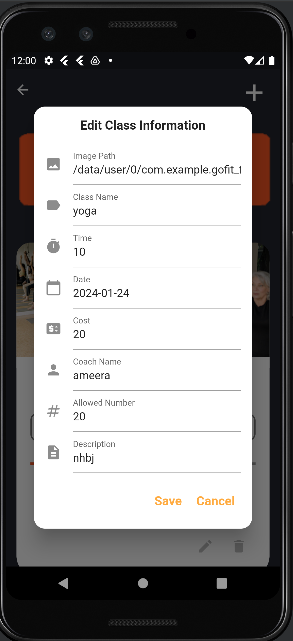 12:00
Edit Class Information
Image Path
/data/user/0/com.example.gofit_f
Class Name
yoga
Time
10
Date
2024-01-24
Cost
20
Coach Name
ameera
Allowed Number
20
Description
nhbj
Save Cancel